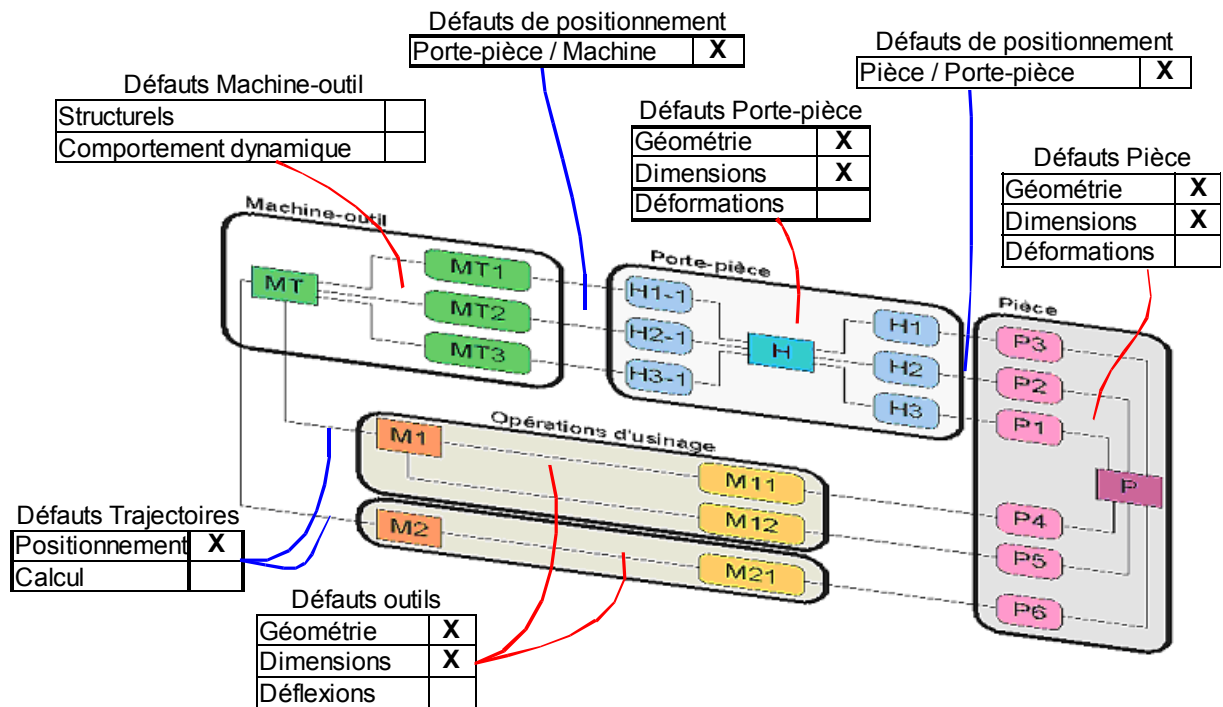 Défauts de positionnement
Porte-pièce / Machine X
Défauts de positionnement
Pièce / Porte-pièce X
Défauts Machine-outil
Structurels
Comportement dynamique
Défauts Porte-pièce
Géométrie X
Dimensions X
Déformations
Défauts Pièce
Géométrie X
Dimensions X
Déformations
Machine-outil
MT
MT1
MT2
MT3
Porte-pièce
H1-1
H2-1
H3-1
H
H1
H2
H3
Pièce
P3
P2
P1
P
P4
P5
P6
Opérations d'usinage
M1
M11
M12
M2
M21
Défauts Trajectoires
Positionnement X
Calcul
Défauts outils
Géométrie X
Dimensions X
Déflexions